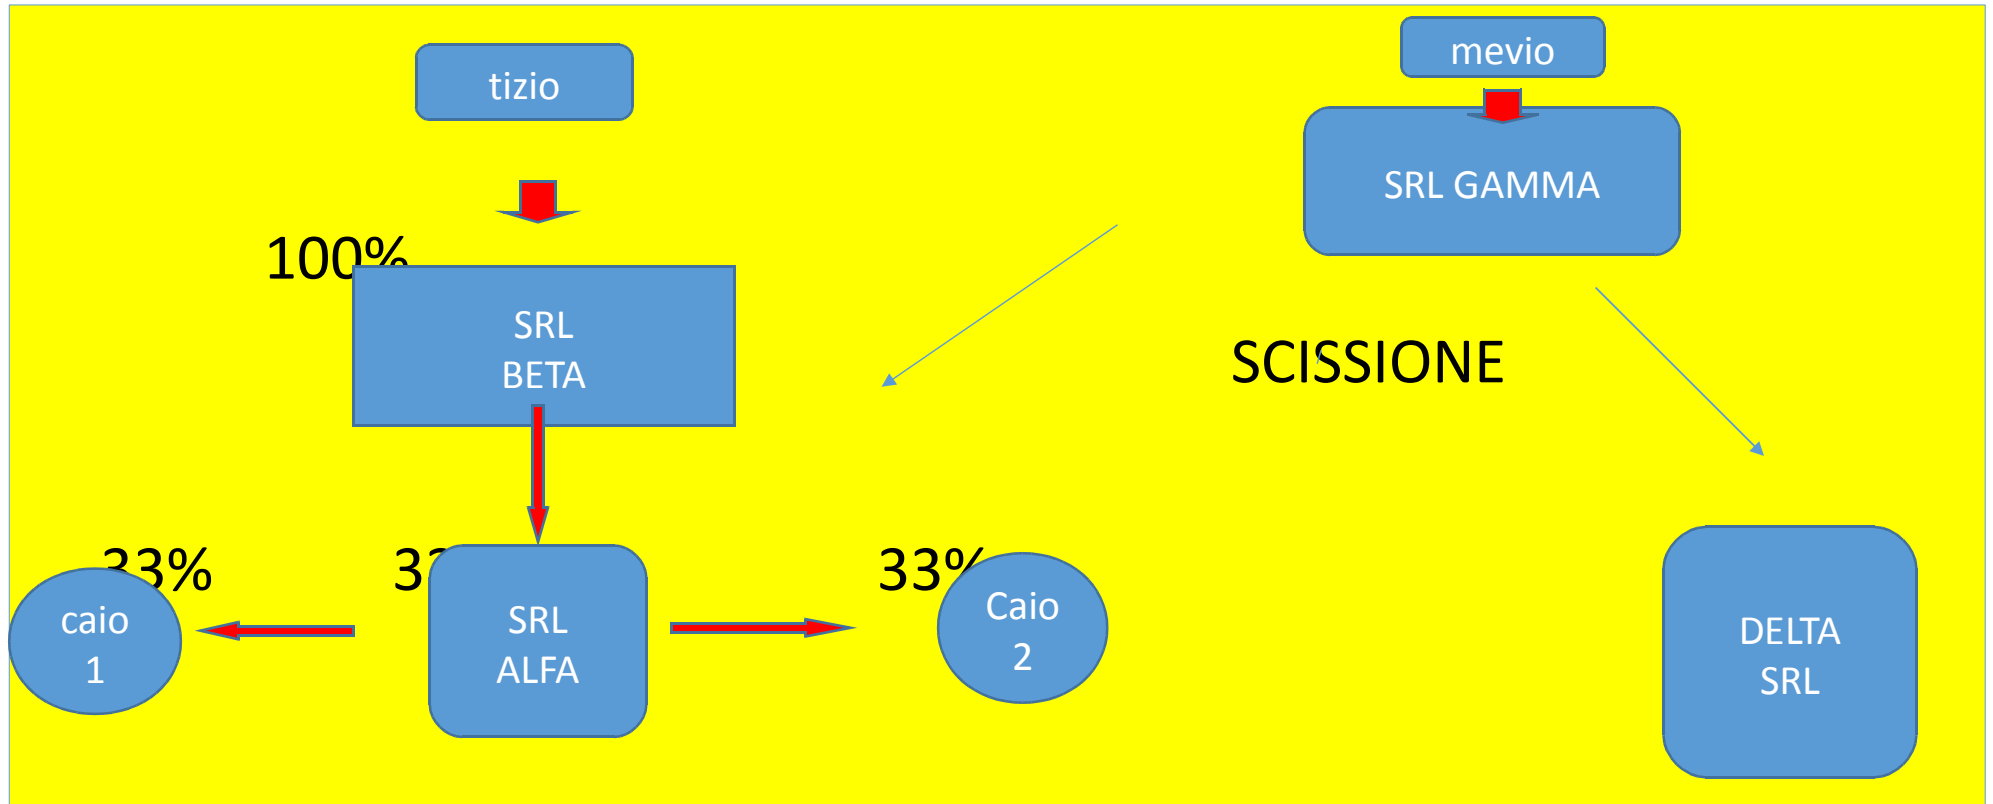 tizio
mevio
SRL GAMMA
100%
SRL
BETA
SCISSIONE
33%
33%
caio
1
SRL
ALFA
Caio
2
DELTA
SRL